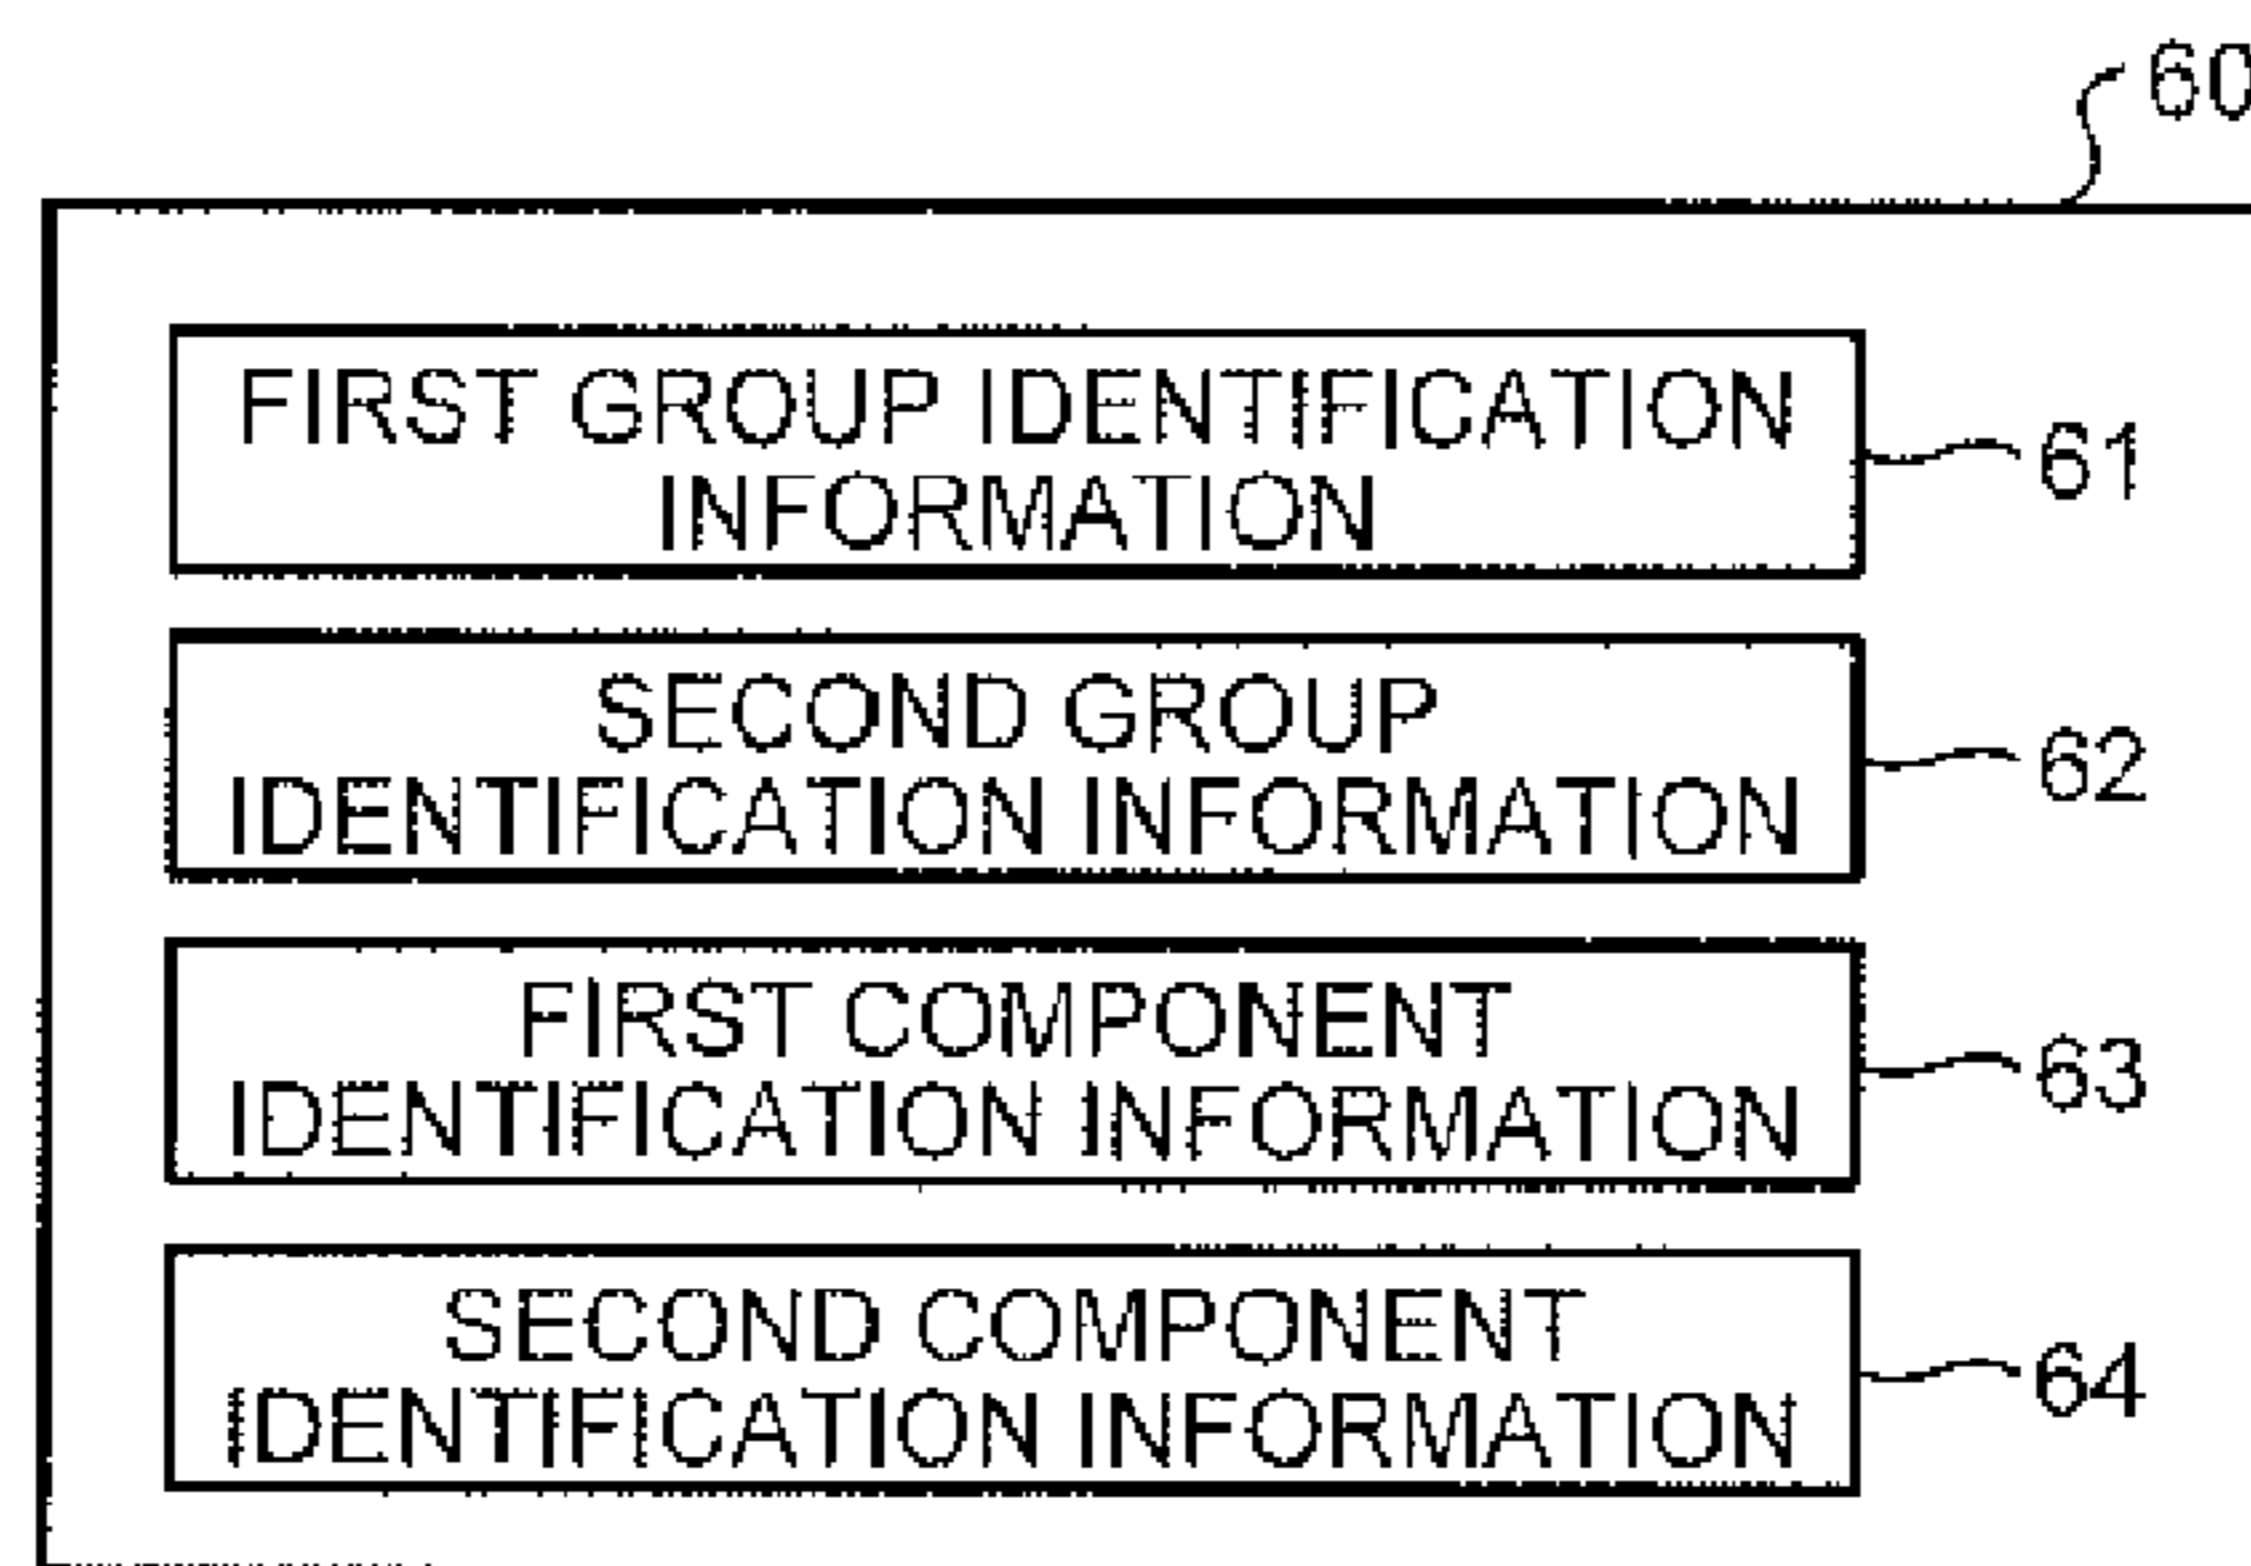 60
FIRST GROUP IDENTIFICATION
INFORMATION
61
SECOND GROUP
IDENTIFICATION INFORMATION
62
FIRST COMPONENT
IDENTIFICATION INFORMATION
63
SECOND COMPONENT
IDENTIFICATION INFORMATION
64